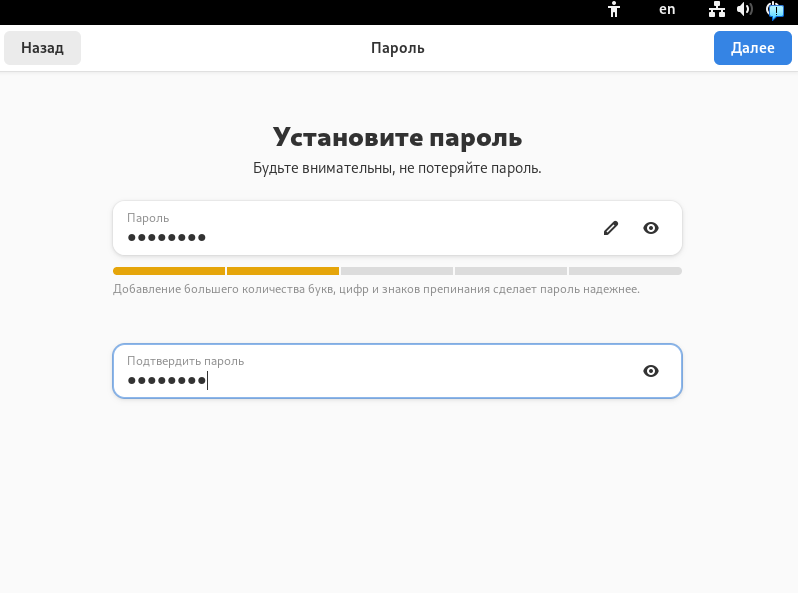 en
Назад
Пароль
Далее
Установите пароль
Будьте внимательны, не потеряйте пароль.
Пароль
●●●●●●●●
Добавление большего количества букв, цифр и знаков препинания сделает пароль надежнее.
Подтвердить пароль
●●●●●●●●